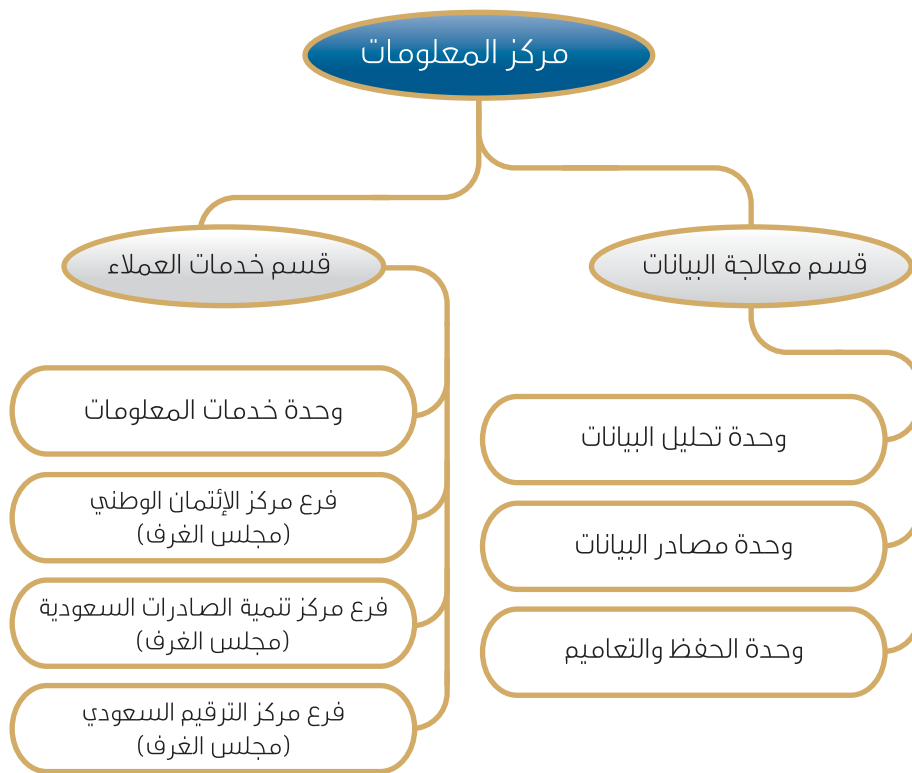 مركز المعلومات
قسم معالجة البيانات
وحدة تحليل البيانات
وحدة مصادر البيانات
وحدة الحفظ والتعاميم
قسم خدمات العملاء
وحدة خدمات المعلومات
فرع مركز الإئتمان الوطني
(مجلس الغرف)
فرع مركز تنمية الصادرات السعودية
(مجلس الغرف)
فرع مركز الترقيم السعودي
(مجلس الغرف)